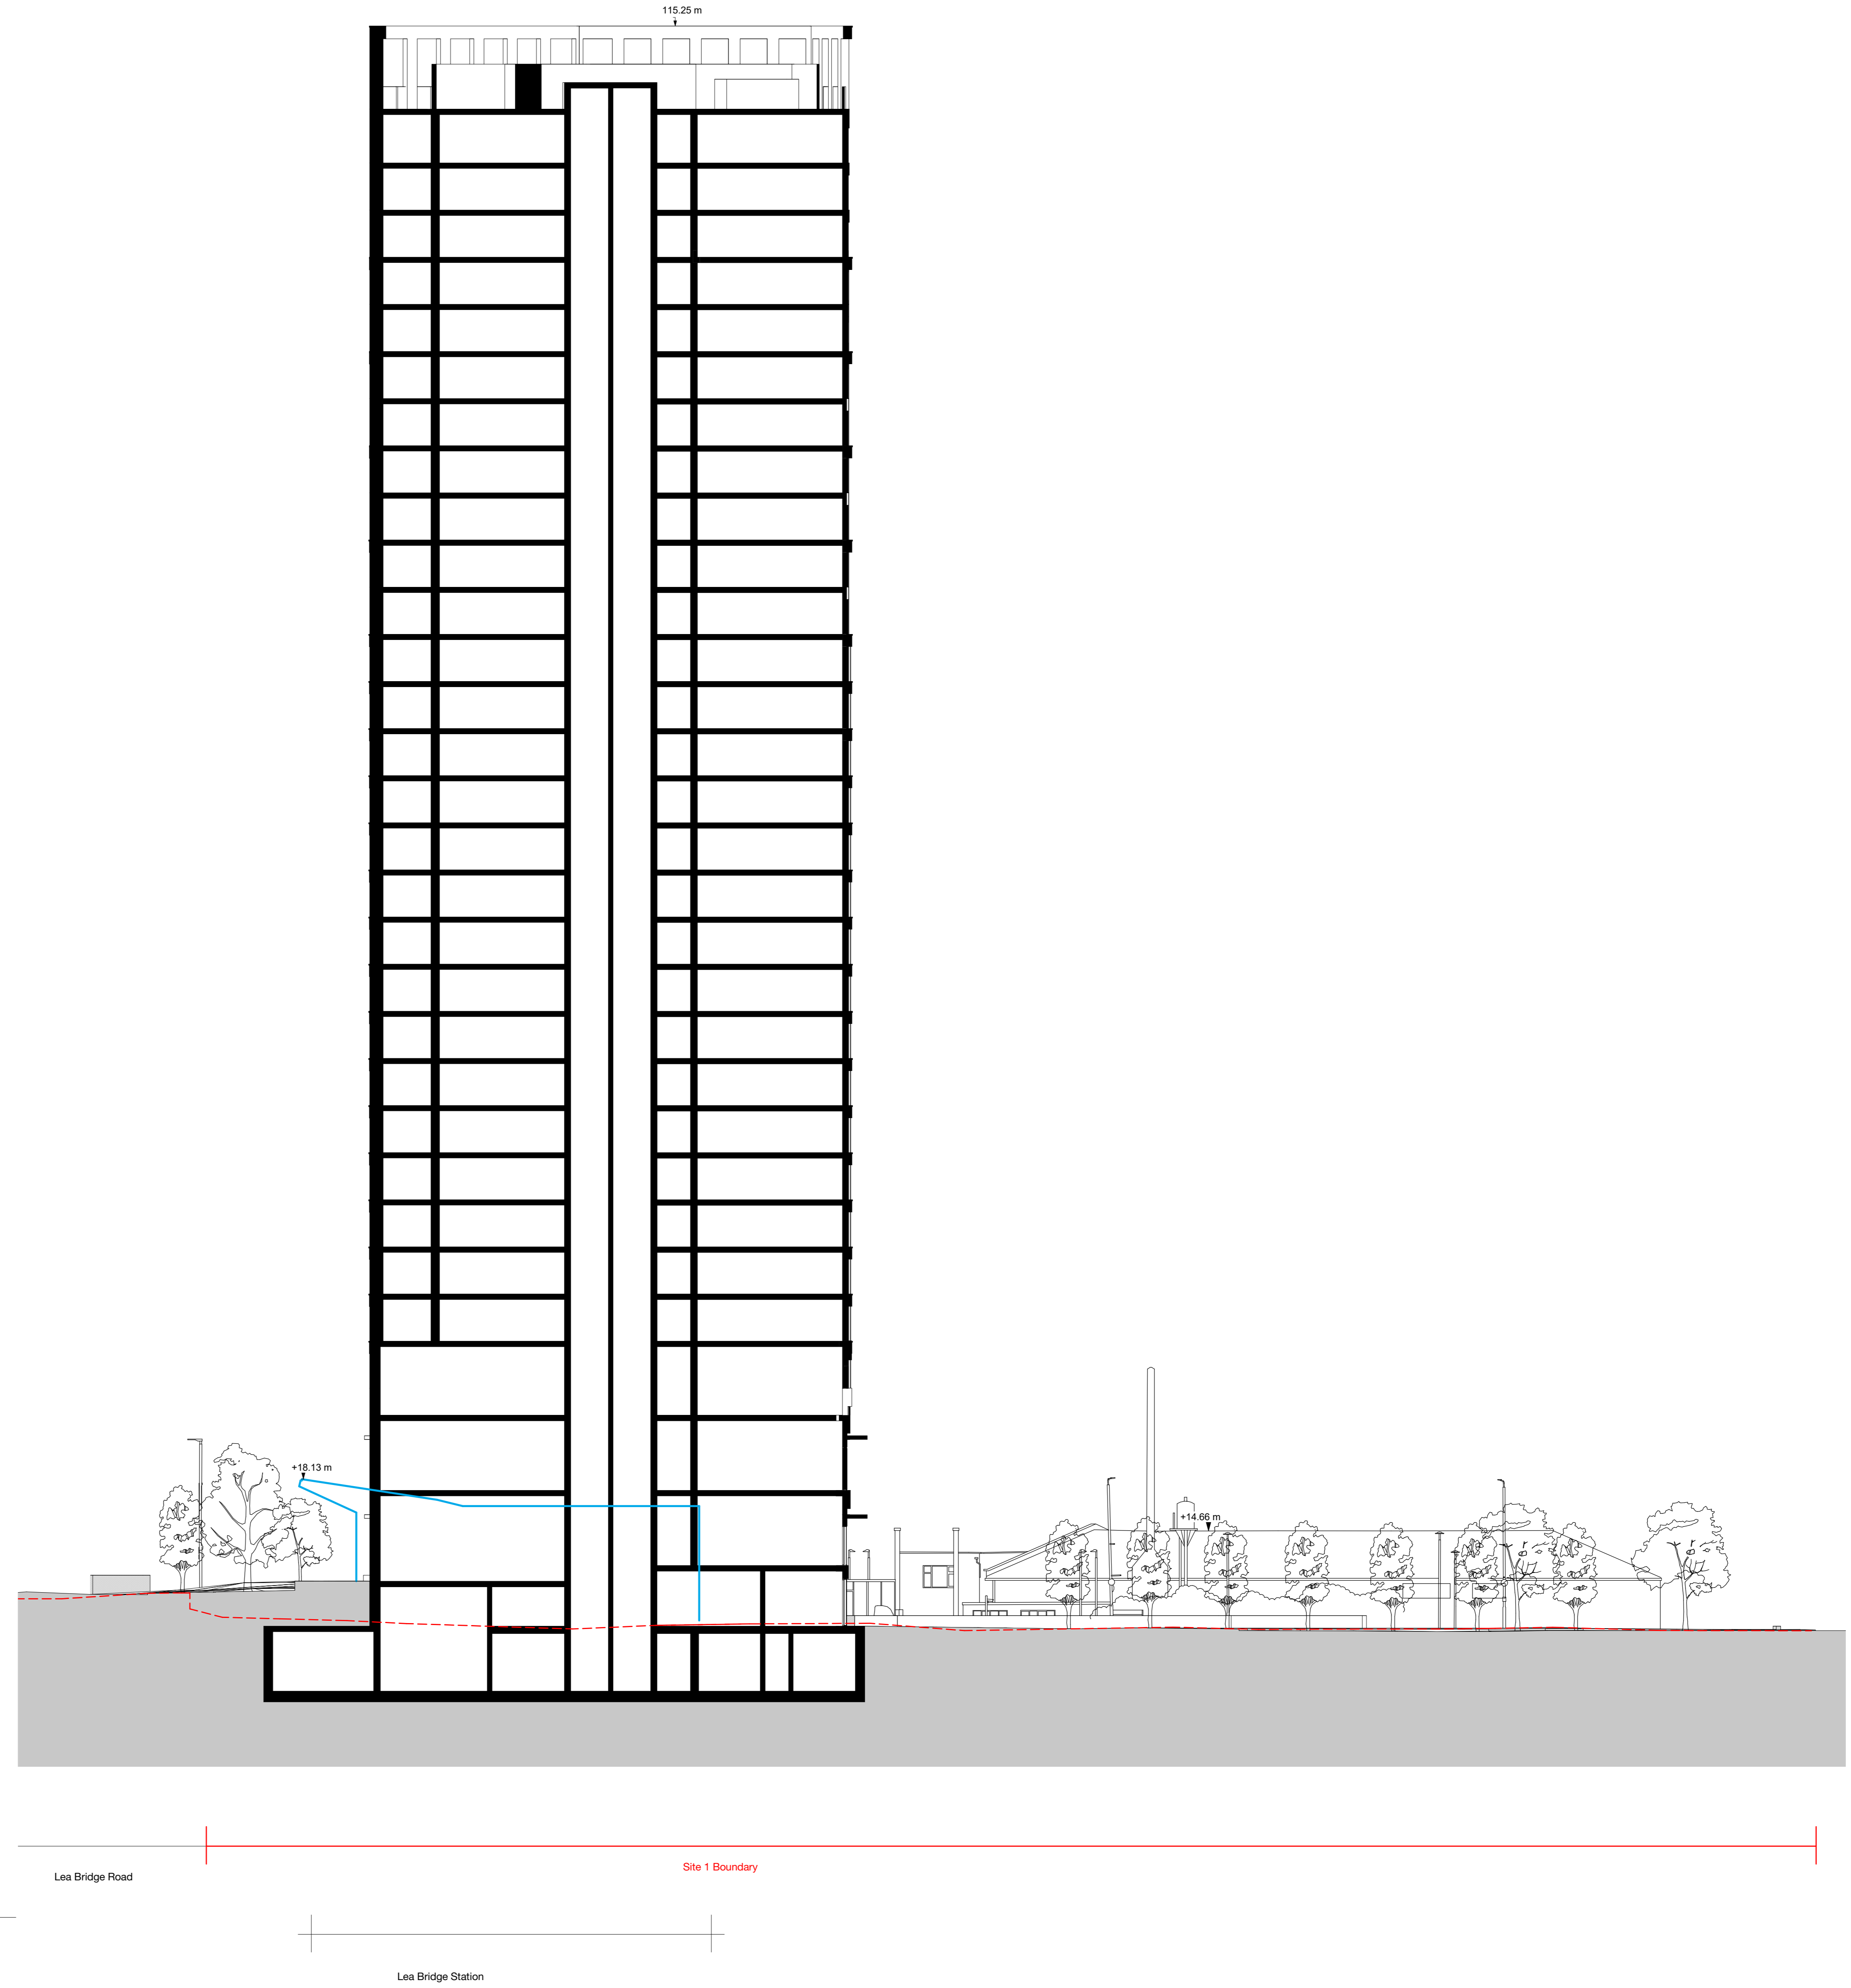 115.25 m
+18.13 m
+14.66 m
Site 1 Boundary
Lea Bridge Road
Lea Bridge Station